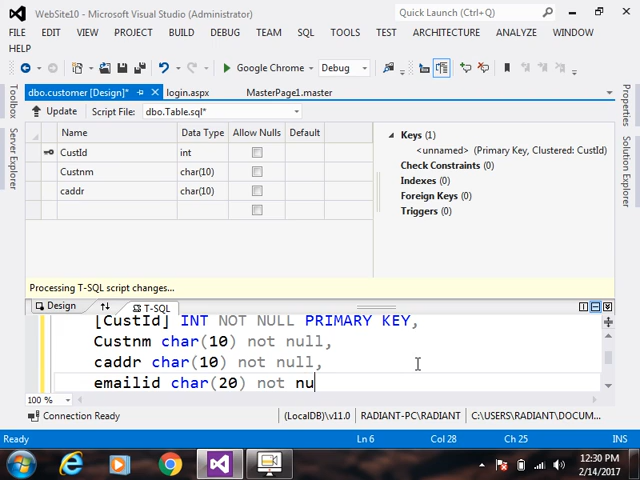 WebSite10 - Microsoft Visual Studio (Administrator)
Quick Launch (Ctrl+Q)
FILE EDIT VIEW PROJECT BUILD DEBUG TEAM SQL TOOLS TEST ARCHITECTURE ANALYZE WINDOW
HELP
Google Chrome Debug
dbo.customer [Design]* login.aspx MasterPage1.master
Update Script File: dbo.Table.sql*
Name Data Type Allow Nulls Default
CustId int
Custnm char(10)
caddr char(10)
Keys (1)
<unnamed> (Primary Key, Clustered: CustId)
Check Constraints (0)
Indexes (0)
Foreign Keys (0)
Triggers (0)
Toolbox
Server Explorer
Properties
Solution Explorer
Processing T-SQL script changes...
Design T-SQL
[CustId] INT NOT NULL PRIMARY KEY,
Custnm char(10) not null,
caddr char(10) not null,
emailid char(20) not nu
100 %
Connection Ready (LocalDB)\v11.0 RADIANT-PC\RADIANT C:\USERS\RADIANT\DOCUM...
Ready Ln 6 Col 28 Ch 25 INS
12:30 PM
2/14/2017